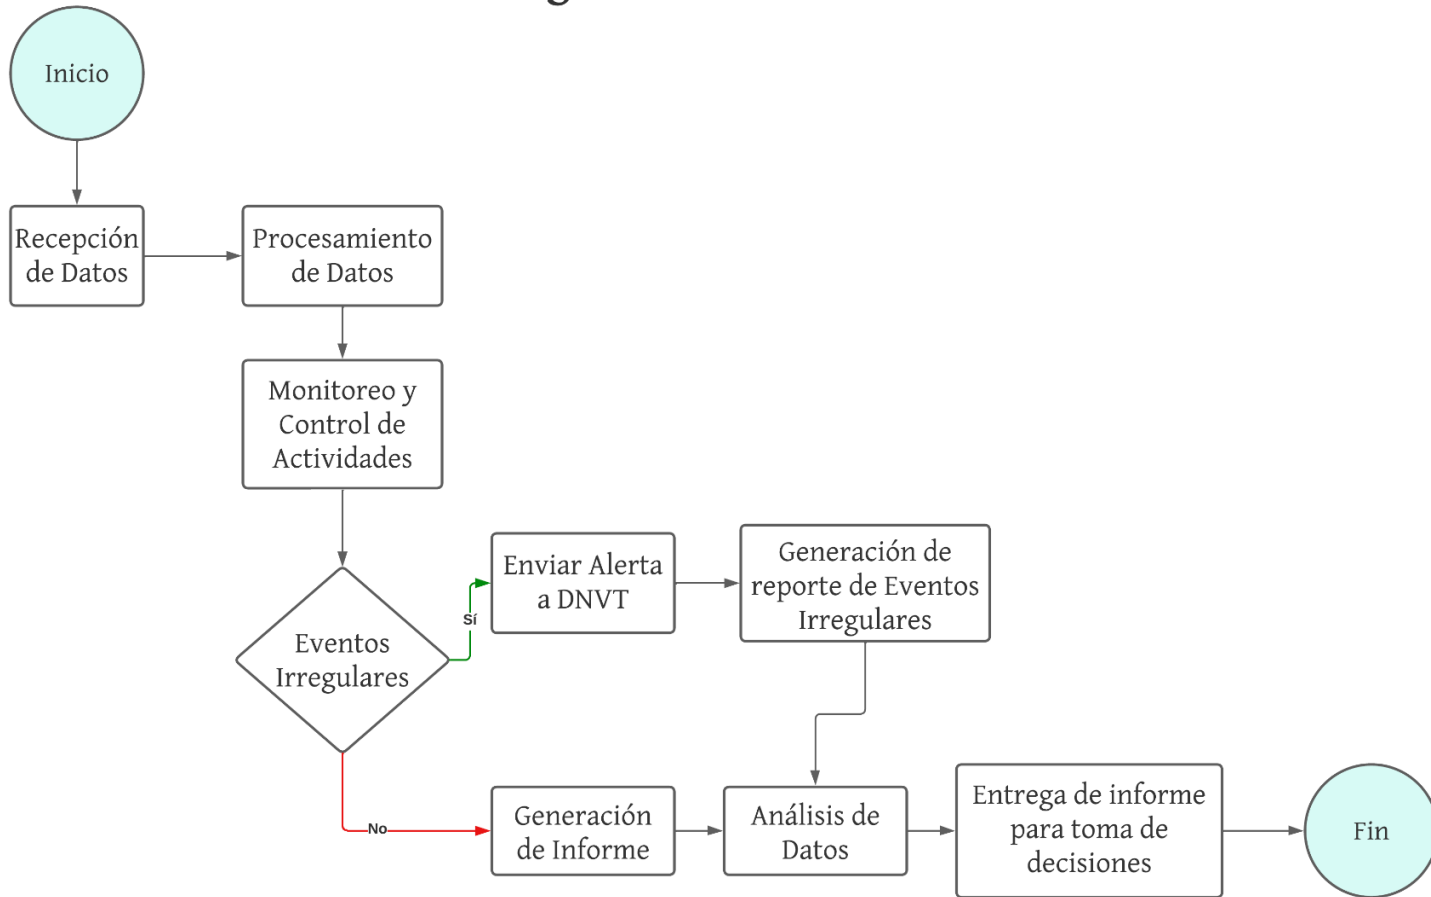 Inicio
Recepción
de Datos
Procesamiento
de Datos
Monitoreo y
Control de
Actividades
Eventos
Irregulares
Sí
Enviar Alerta
a DNVT
Generación de
reporte de Eventos
Irregulares
No
Generación
de Informe
Análisis de
Datos
Entrega de informe
para toma de
decisiones
Fin